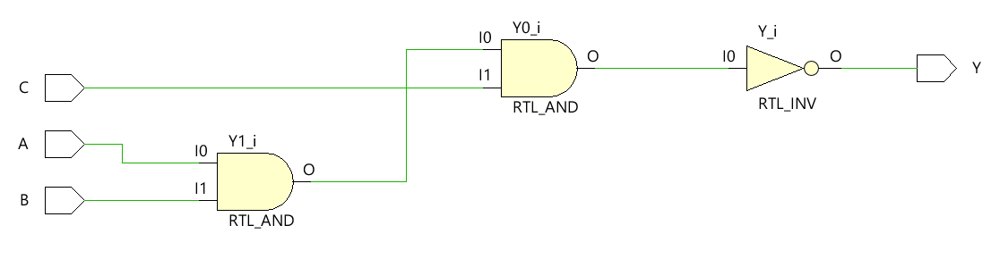 Y0_i
I0
O
I1
RTL_AND
Y_i
I0
O
RTL_INV
Y
C
A
B
Y1_i
I0
O
I1
RTL_AND